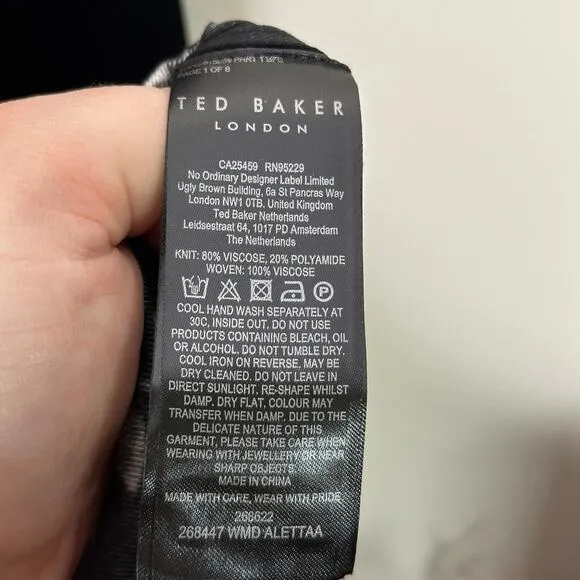 PART TYPE
PAGE 1 OF 8
TED BAKER
LONDON
CA25459 RN95229
No Ordinary Designer Label Limited
Ugly Brown Building, 6a St Pancras Way
London NW1 0TB. United Kingdom
Ted Baker Netherlands
Leidsestraat 64, 1017 PD Amsterdam
The Netherlands
KNIT: 80% VISCOSE, 20% POLYAMIDE
WOVEN: 100% VISCOSE
P
COOL HAND WASH SEPARATELY AT
30C, INSIDE OUT. DO NOT USE
PRODUCTS CONTAINING BLEACH, OIL
OR ALCOHOL. DO NOT TUMBLE DRY.
COOL IRON ON REVERSE. MAY BE
DRY CLEANED. DO NOT LEAVE IN
DIRECT SUNLIGHT. RE-SHAPE WHILST
DAMP. DRY FLAT. COLOUR MAY
TRANSFER WHEN DAMP. DUE TO THE
DELICATE NATURE OF THIS
GARMENT, PLEASE TAKE CARE WHEN
WEARING WITH JEWELLERY OR NEAR
SHARP OBJECTS.
MADE IN CHINA
MADE WITH CARE, WEAR WITH PRIDE.
268622
268447 WMD ALETTAA